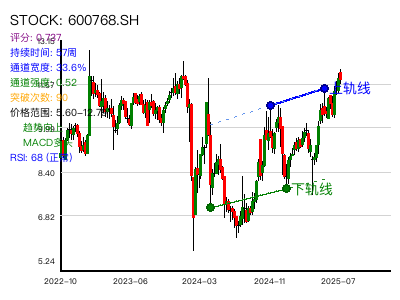 STOCK: 600768.SH
评分: 0.737
持续时间: 57周
通道宽度: 33.6%
通道强度: 0.52
突破次数:
价格范围: 5.60-12.7
趋势向上
MACD
RSI: 68 (正常)
上轨线
下轨线
8.40
6.82
5.24
2022-10
2023-06
2024-03
2024-11
2025-07